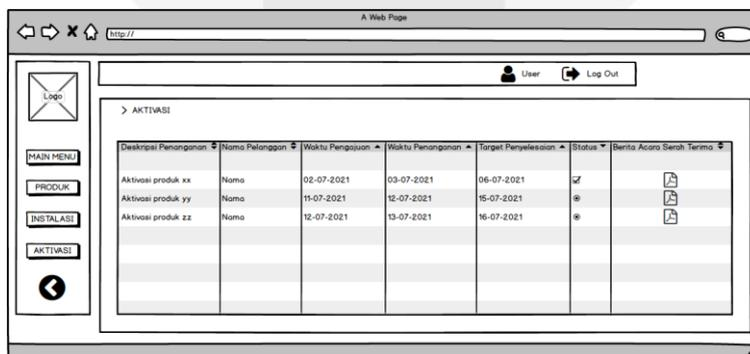 A Web Page
http://
User Log Out
Logo
> AKTIVASI
Deskripsi Penanganan Nama Pelanggan Waktu Pengajuan Waktu Penanganan Target Penyelesaian Status Berita Acara Serah Terima
MAIN MENU
Aktivasi produk xx Nama 02-07-2021 03-07-2021 06-07-2021
PRODUK
Aktivasi produk yy Nama 11-07-2021 12-07-2021 15-07-2021
INSTALASI
Aktivasi produk zz Nama 12-07-2021 13-07-2021 16-07-2021
AKTIVASI